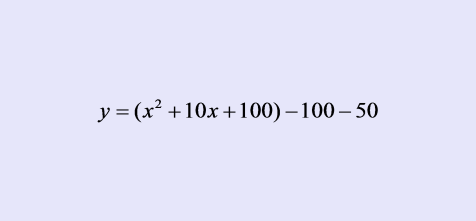 y = (x² + 10x + 100) – 100 – 50